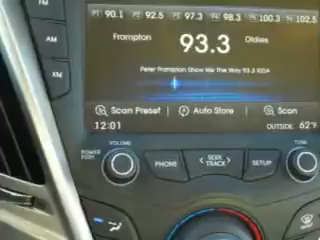 FM
AM
XM
P1 90.1 P2 92.5 P3 97.3 P4 98.3 P5 100.3 P6 102.5
Frampton 93.3 Oldies
Peter Frampton Show Me The Way 93.3 KIOA
Scan Preset Auto Store Scan
12:01 OUTSIDE 62°F
VOLUME TUNE
POWER PUSH PHONE SEEK TRACK SETUP